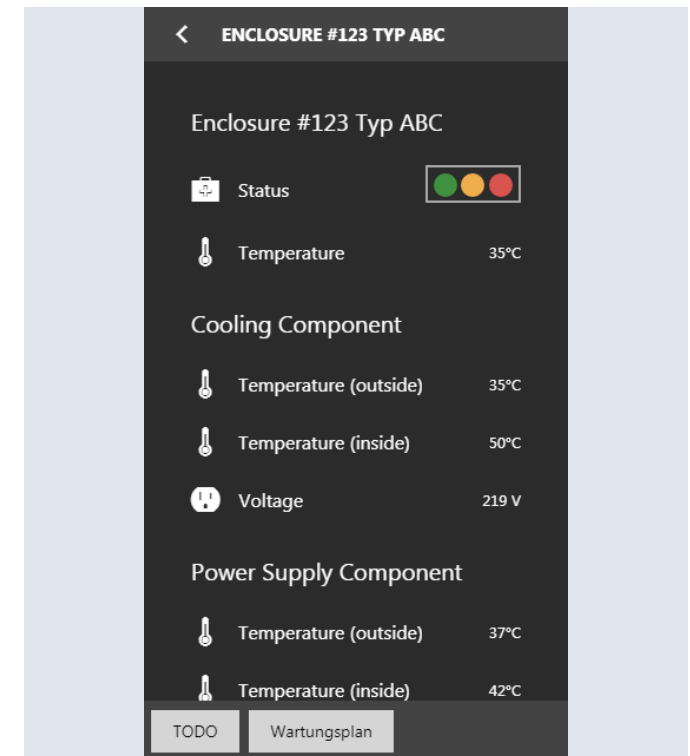 ENCLOSURE #123 TYP ABC
Enclosure #123 Typ ABC
Status
Temperature 35°C
Cooling Component
Temperature (outside) 35°C
Temperature (inside) 50°C
Voltage 219 V
Power Supply Component
Temperature (outside) 37°C
Temperature (inside) 42°C
TODO Wartungsplan